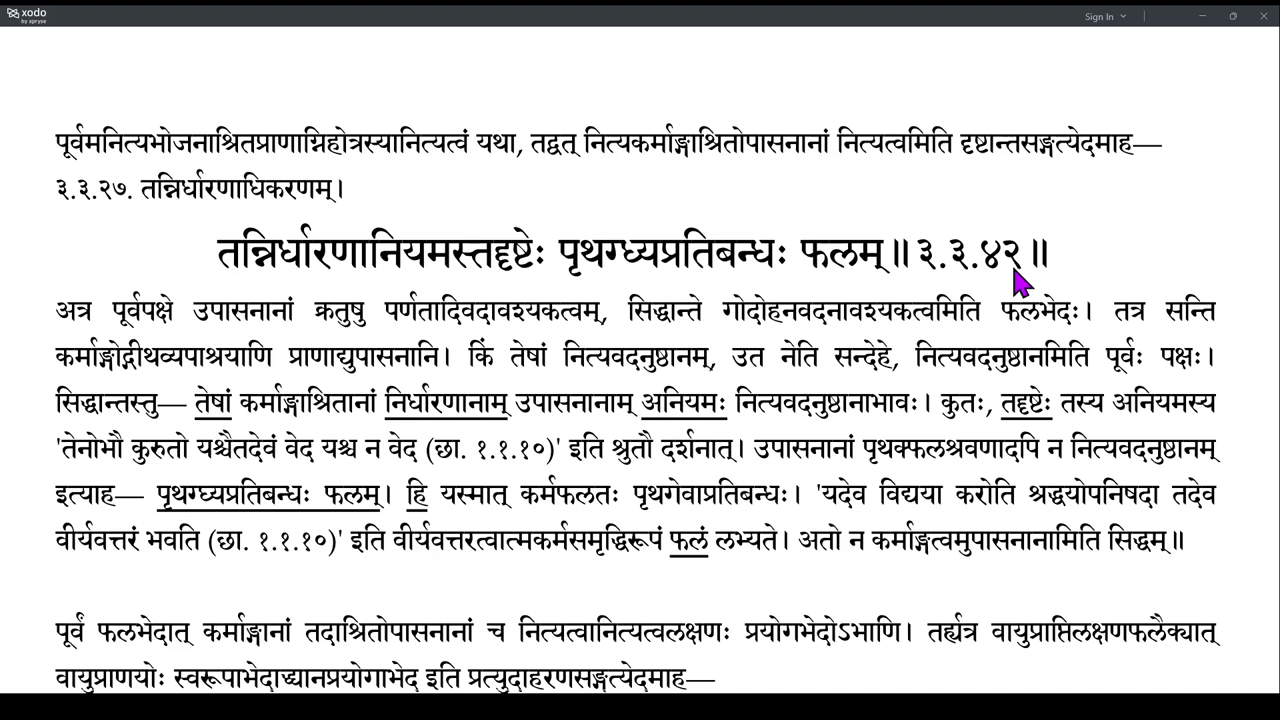 xodo
by apryse
Sign In
पूर्वमनित्यभोजनाश्रितप्राणाग्निहोत्रस्यानित्यत्वं यथा, तद्वत् नित्यकर्माङ्गाश्रितोपासनानां नित्यत्वमिति दृष्टान्तसङ्गत्येदमाह—
३.३.२७. तन्निर्धारणाधिकरणम्।
तन्निर्धारणानियमस्तदृष्टेः पृथग्ध्यप्रतिबन्धः फलम्॥३.३.४२॥
अत्र पूर्वपक्षे उपासनानां क्रतुषु पर्णतादिवदावश्यकत्वम्, सिद्धान्ते गोदोहनवदनावश्यकत्वमिति फलभेदः। तत्र सन्ति
कर्माङ्गोद्गीथव्यपाश्रयाणि प्राणाद्युपासनानि। किं तेषां नित्यवदनुष्ठानम्, उत नेति सन्देहे, नित्यवदनुष्ठानमिति पूर्वः पक्षः।
सिद्धान्तस्तु— तेषां कर्माङ्गाश्रितानां निर्धारणानाम् उपासनानाम् अनियमः नित्यवदनुष्ठानाभावः। कुतः, तदृष्टेः तस्य अनियमस्य
'तेनोभौ कुरुतो यश्चैतदेवं वेद यश्च न वेद (छा. १.१.१०)' इति श्रुतौ दर्शनात्। उपासनानां पृथक्फलश्रवणादपि न नित्यवदनुष्ठानम्
इत्याह— पृथग्घ्यप्रतिबन्धः फलम्। हि यस्मात् कर्मफलतः पृथगेवाप्रतिबन्धः। 'यदेव विद्यया करोति श्रद्धयोपनिषदा तदेव
वीर्यवत्तरं भवति (छा. १.१.१०)' इति वीर्यवत्तरत्वात्मकर्मसमृद्धिरूपं फलं लभ्यते। अतो न कर्माङ्गत्वमुपासनानामिति सिद्धम्॥
पूर्वं फलभेदात् कर्माङ्गानां तदाश्रितोपासनानां च नित्यत्वानित्यत्वलक्षणः प्रयोगभेदोऽभाणि। तर्ह्यत्र वायुप्राप्तिलक्षणफलैक्यात्
वायुप्राणयोः स्वरूपाभेदाद्ध्यानप्रयोगाभेद इति प्रत्युदाहरणसङ्गत्येदमाह—